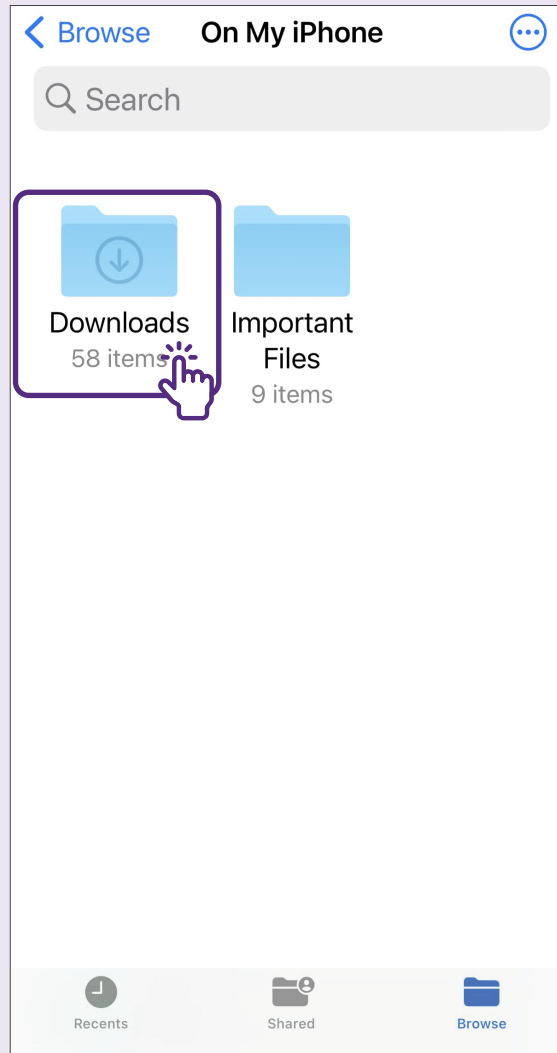 Browse On My iPhone
Search
Downloads Important
58 items Files
9 items
Recents Shared Browse